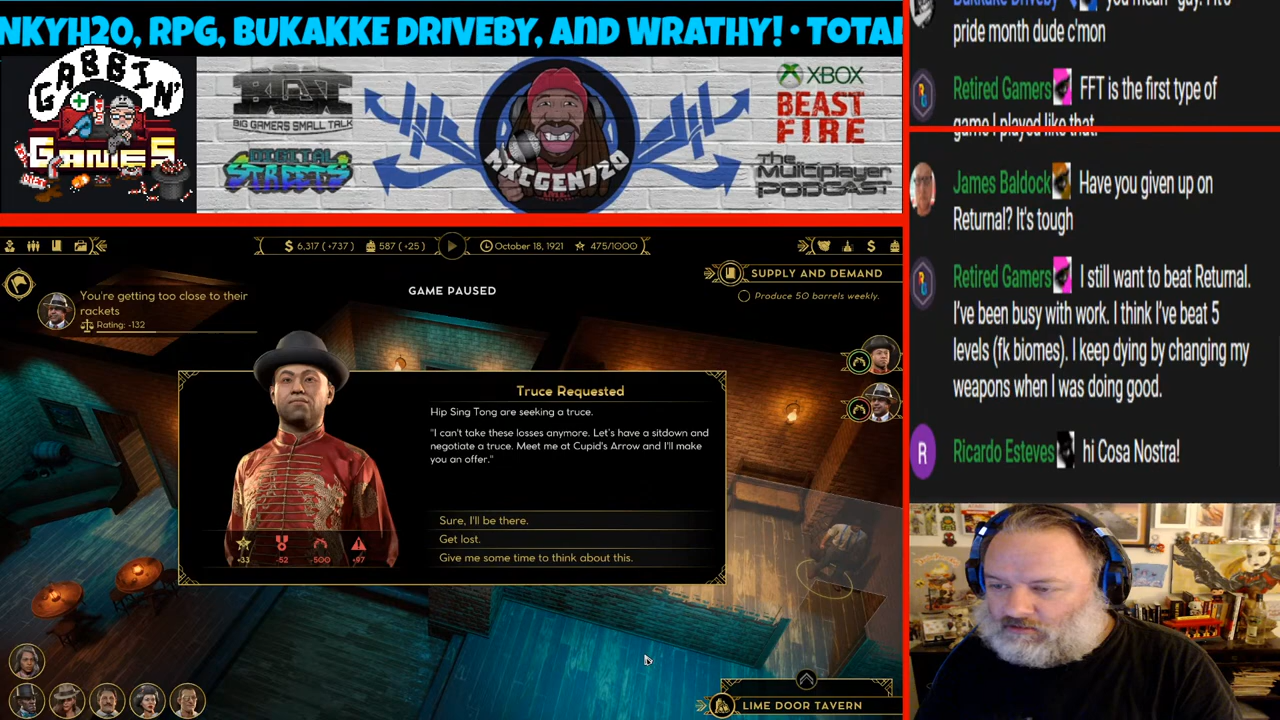 NKYH20, RPG, BUKAKKE DRIVEBY, AND WRATHY! • TOTAL
GABBIN'
GAMES
BIG GAMERS SMALL TALK
DIGITAL
STREETS
NXCGEN720
XBOX
BEAST
FIRE
The
Multiplayer
PODCAST
$ 6,317 (+737)
587 (+25)
October 18, 1921
475/1000
GAME PAUSED
You're getting too close to their
rackets
Rating: -132
SUPPLY AND DEMAND
Produce 50 barrels weekly.
Truce Requested
Hip Sing Tong are seeking a truce.
"I can't take these losses anymore. Let's have a sitdown and
negotiate a truce. Meet me at Cupid's Arrow and I'll make
you an offer."
Sure, I'll be there.
Get lost.
Give me some time to think about this.
+33
-52
-500
+97
LIME DOOR TAVERN
pride month dude c'mon
Retired Gamers FFT is the first type of
game I played like that.
James Baldock Have you given up on
Returnal? It's tough
Retired Gamers I still want to beat Returnal.
I've been busy with work. I think I've beat 5
levels (fk biomes). I keep dying by changing my
weapons when I was doing good.
R
Ricardo Esteves hi Cosa Nostra!